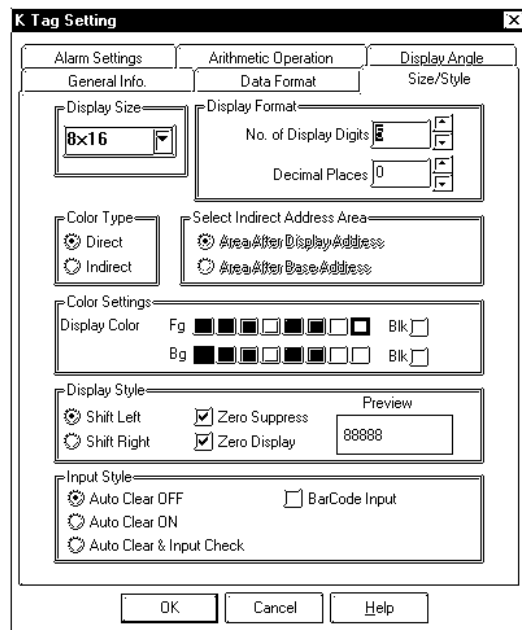 K Tag Setting
Alarm Settings
Arithmetic Operation
Display Angle
General Info.
Data Format
Size/Style
Display Size
8×16
Display Format
No. of Display Digits
Decimal Places 0
Color Type
Direct
Indirect
Select Indirect Address Area
Area After Display Address
Area After Base Address
Color Settings
Display Color Fg Blk
Bg Blk
Display Style
Shift Left
Shift Right
Zero Suppress
Zero Display
Preview
88888
Input Style
Auto Clear OFF
Auto Clear ON
Auto Clear & Input Check
BarCode Input
OK
Cancel
Help